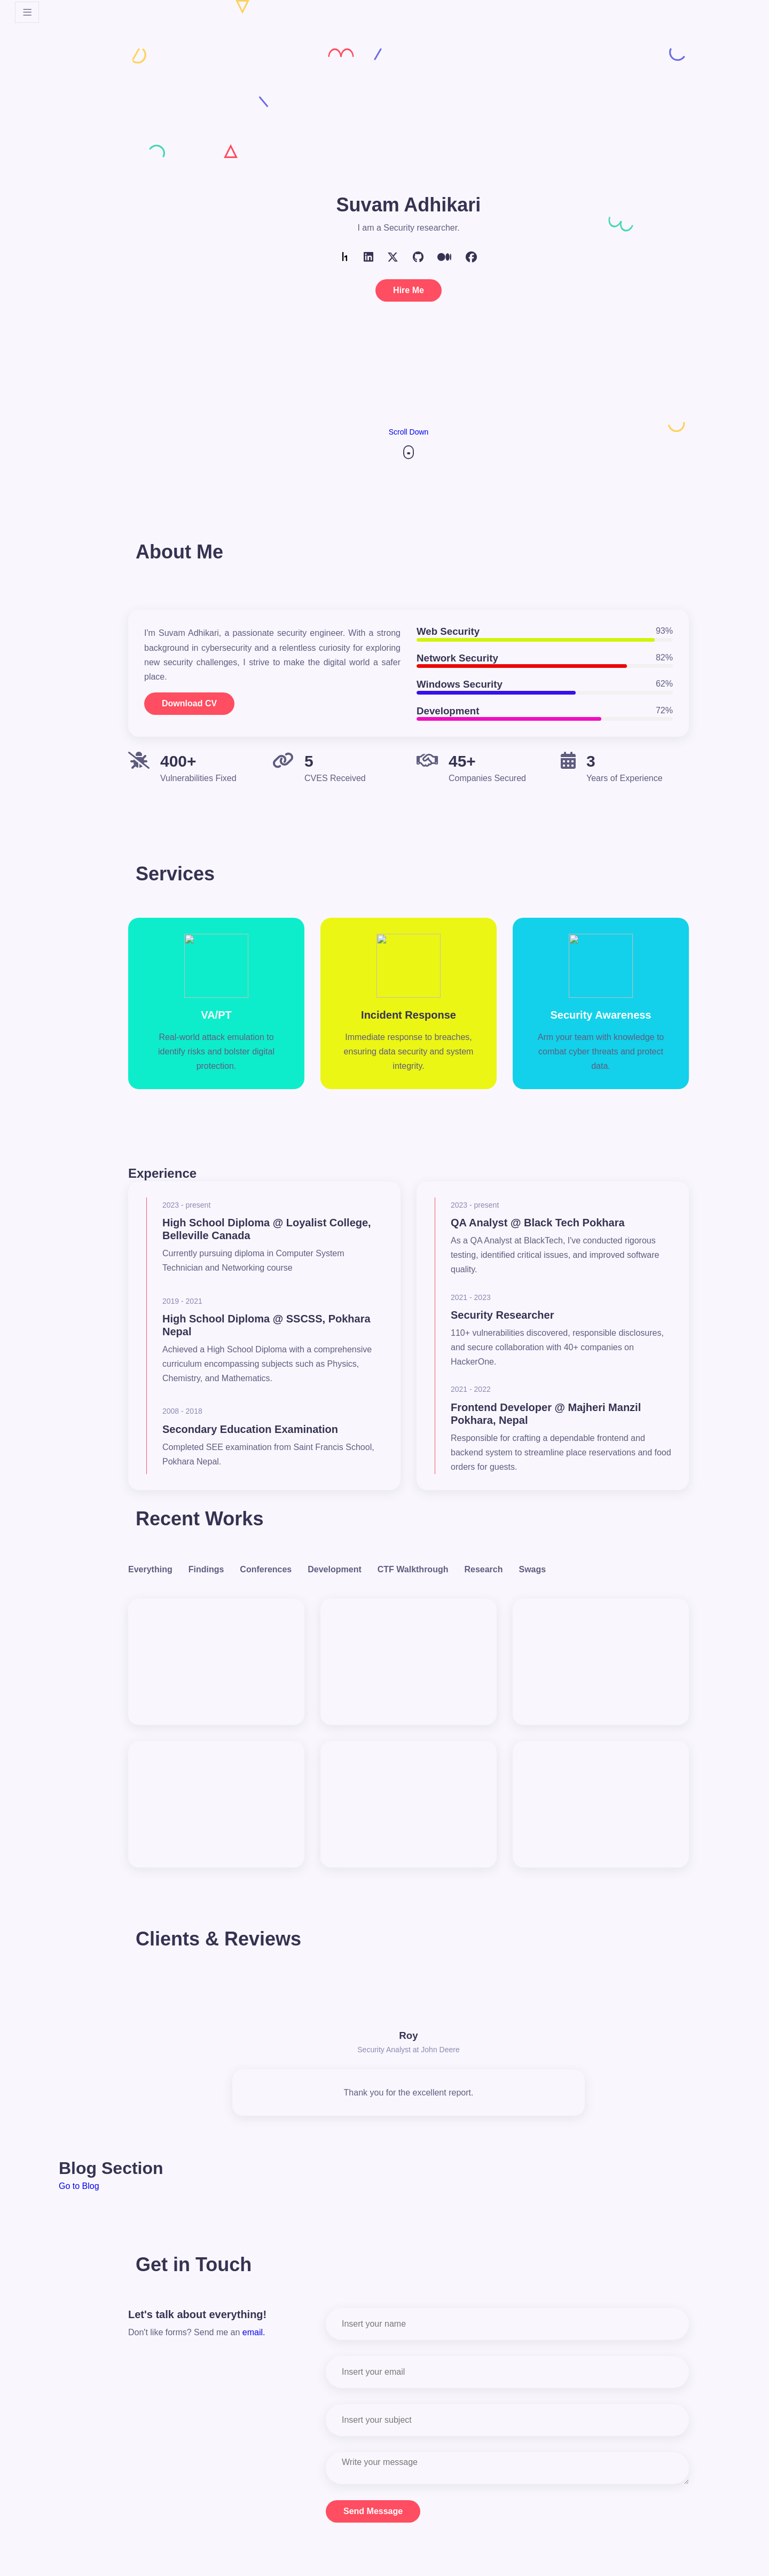 Suvam Adhikari
I am a Security researcher.
Hire Me
Scroll Down
About Me
I'm Suvam Adhikari, a passionate security engineer. With a strong
background in cybersecurity and a relentless curiosity for exploring
new security challenges, I strive to make the digital world a safer
place.
Download CV
Web Security 93%
Network Security 82%
Windows Security 62%
Development 72%
400+
Vulnerabilities Fixed
5
CVES Received
45+
Companies Secured
3
Years of Experience
Services
VA/PT
Real-world attack emulation to
identify risks and bolster digital
protection.
Incident Response
Immediate response to breaches,
ensuring data security and system
integrity.
Security Awareness
Arm your team with knowledge to
combat cyber threats and protect
data.
Experience
2023 - present
High School Diploma @ Loyalist College,
Belleville Canada
Currently pursuing diploma in Computer System
Technician and Networking course
2019 - 2021
High School Diploma @ SSCSS, Pokhara
Nepal
Achieved a High School Diploma with a comprehensive
curriculum encompassing subjects such as Physics,
Chemistry, and Mathematics.
2008 - 2018
Secondary Education Examination
Completed SEE examination from Saint Francis School,
Pokhara Nepal.
2023 - present
QA Analyst @ Black Tech Pokhara
As a QA Analyst at BlackTech, I've conducted rigorous
testing, identified critical issues, and improved software
quality.
2021 - 2023
Security Researcher
110+ vulnerabilities discovered, responsible disclosures,
and secure collaboration with 40+ companies on
HackerOne.
2021 - 2022
Frontend Developer @ Majheri Manzil
Pokhara, Nepal
Responsible for crafting a dependable frontend and
backend system to streamline place reservations and food
orders for guests.
Recent Works
Everything Findings Conferences Development CTF Walkthrough Research Swags
Clients & Reviews
Roy
Security Analyst at John Deere
Thank you for the excellent report.
Blog Section
Go to Blog
Get in Touch
Let's talk about everything!
Don't like forms? Send me an email.
Insert your name
Insert your email
Insert your subject
Write your message
Send Message